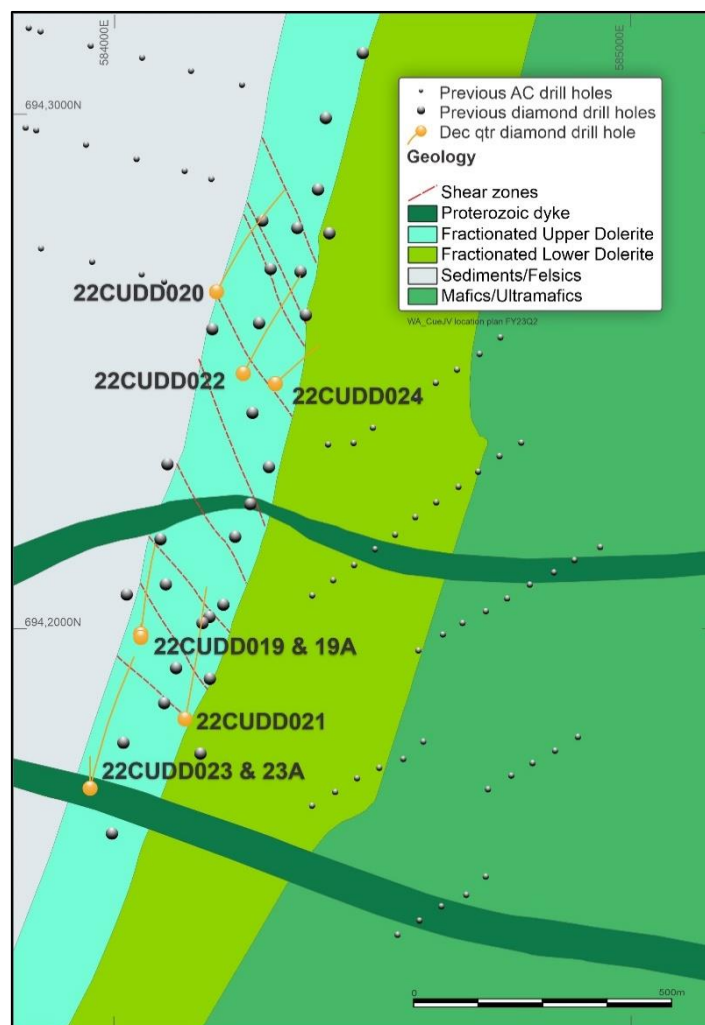 584000E
585000E
694,3000N
Previous AC drill holes
Previous diamond drill holes
Dec qtr diamond drill hole
Geology
Shear zones
Proterozoic dyke
Fractionated Upper Dolerite
Fractionated Lower Dolerite
Sediments/Felsics
Mafics/Ultramafics
WA_CueJV location plan FY23Q2
22CUDD020
22CUDD022
22CUDD024
694,2000N
22CUDD019 & 19A
22CUDD021
22CUDD023 & 23A
0
500m